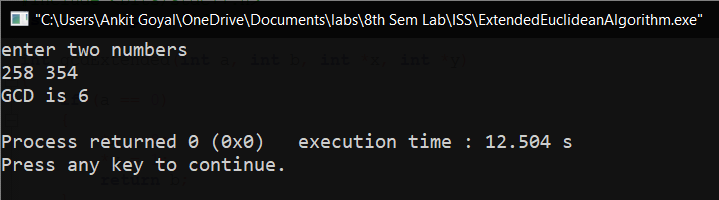 "C:\Users\Ankit Goyal\OneDrive\Documents\labs\8th Sem Lab\ISS\ExtendedEuclideanAlgorithm.exe"
enter two numbers
258 354
GCD is 6
Process returned 0 (0x0)   execution time : 12.504 s
Press any key to continue.